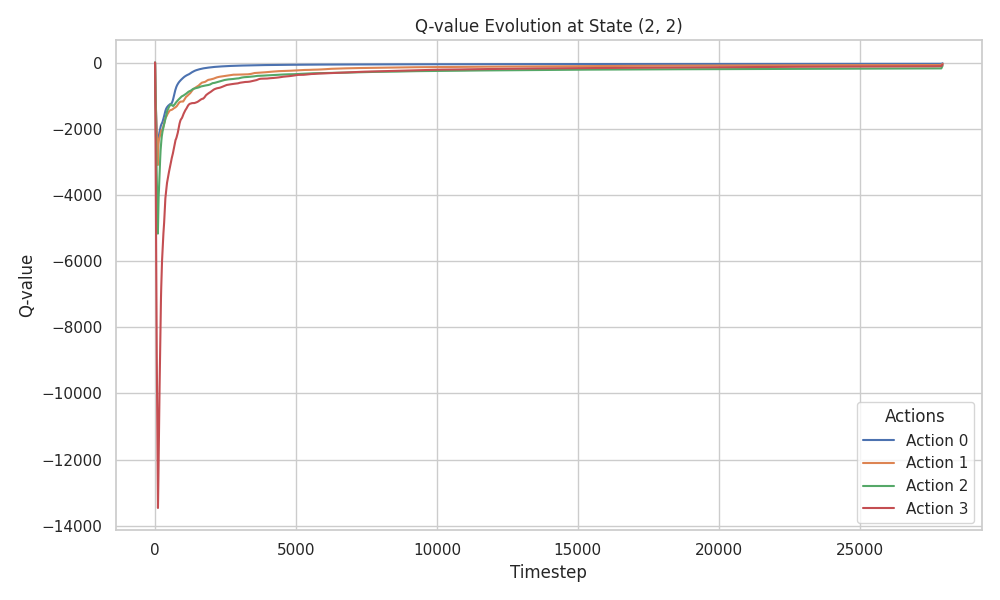 Q-value Evolution at State (2, 2)
0
−2000
−4000
−6000
−8000
−10000
−12000
−14000
Q-value
Actions
Action 0
Action 1
Action 2
Action 3
0 5000 10000 15000 20000 25000
Timestep